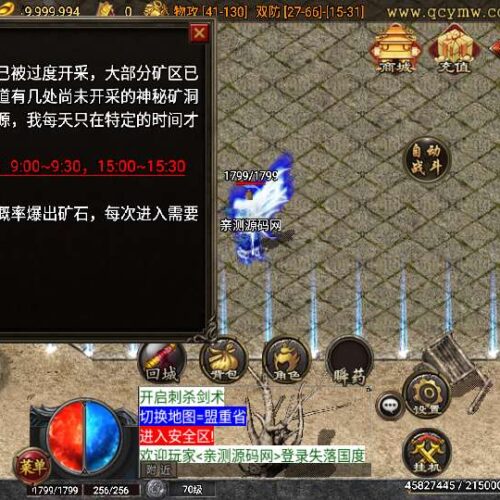 9,999,994
0
物攻 [41-130]
双防 [27-66]-[15-31]
www.qcymw.c
商城
充值
已被过度开采，大部分矿区已
道有几处尚未开采的神秘矿洞
源，我每天只在特定的时间才
9:00~9:30，15:00~15:30
概率爆出矿石，每次进入需要
自动
战斗
1799/1799
亲测源码网
回城
背包
角色
瞬药
设置
开启刺杀剑术
切换地图=盟重省
进入安全区!
欢迎玩家<亲测源码网>登录失落国度
菜单
附近
挂机
1799/1799
256/256
70级
45827445 / 215000